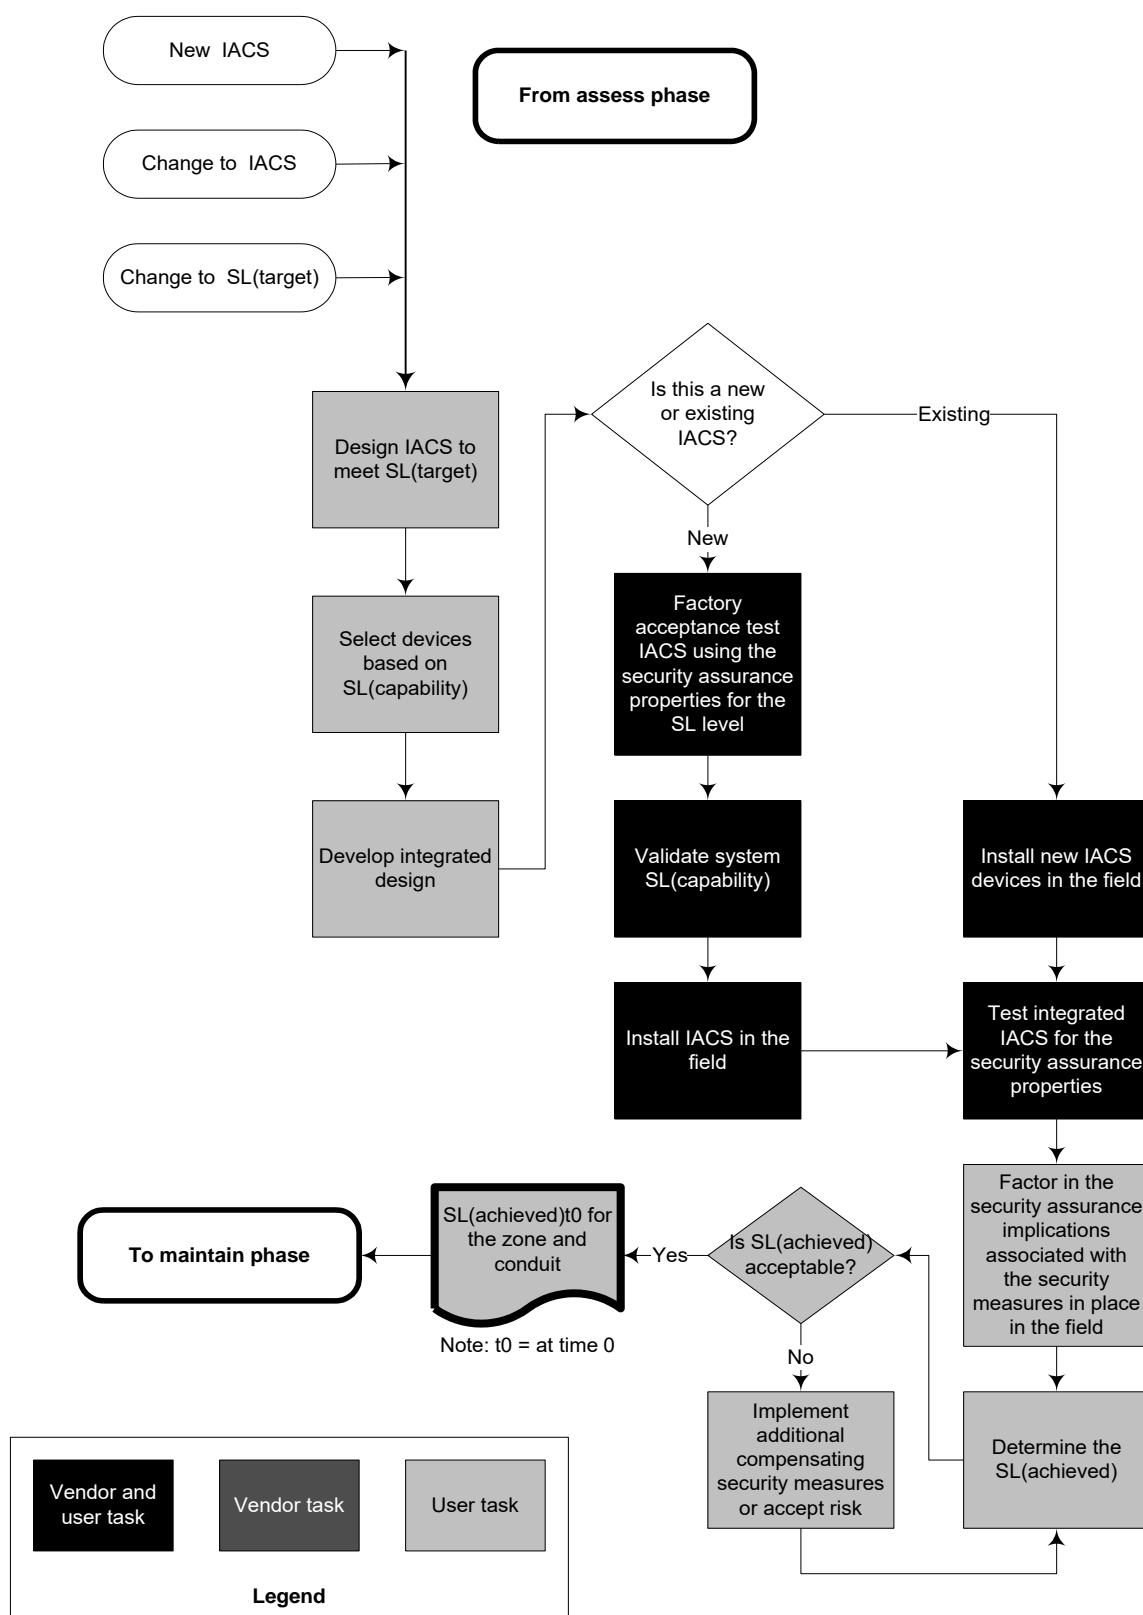 New IACS
From assess phase
Change to IACS
Change to SL(target)
Is this a new
or existing
IACS?
Existing
Design IACS to
meet SL(target)
New
Factory
acceptance test
IACS using the
security assurance
properties for the
SL level
Select devices
based on
SL(capability)
Develop integrated
design
Validate system
SL(capability)
Install new IACS
devices in the field
Install IACS in the
field
Test integrated
IACS for the
security assurance
properties
Factor in the
security assurance
implications
associated with
the security
measures in place
in the field
Is SL(achieved)
acceptable?
Yes
SL(achieved)t0 for
the zone and
conduit
To maintain phase
Note: t0 = at time 0
No
Implement
additional
compensating
security measures
or accept risk
Determine the
SL(achieved)
Vendor and
user task
Vendor task
User task
Legend